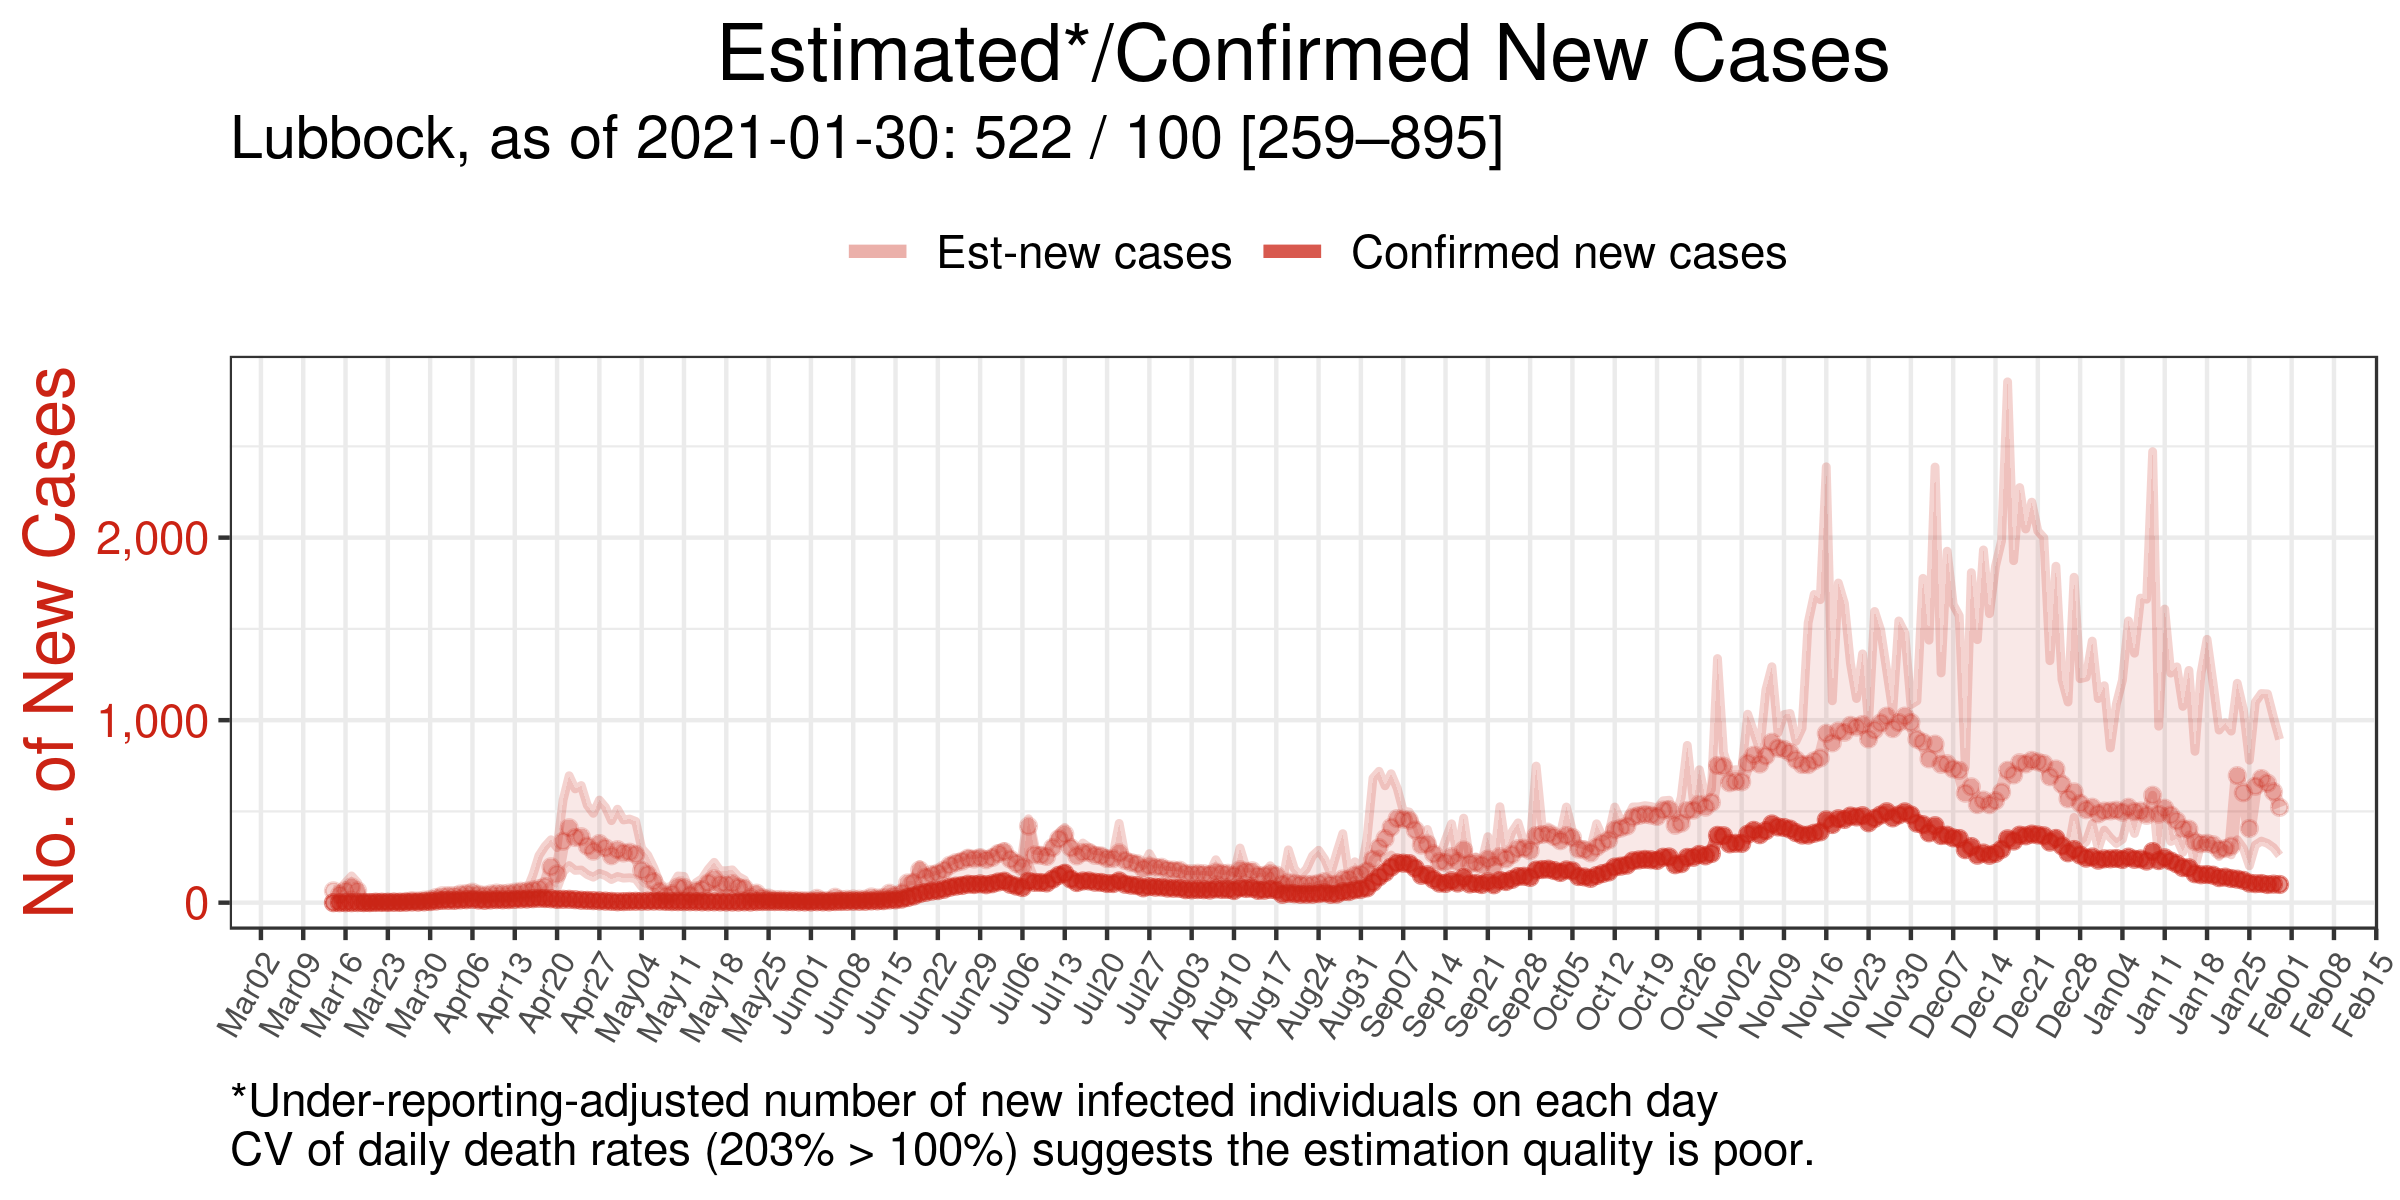 Estimated*/Confirmed New Cases
Lubbock, as of 2021-01-30: 522 / 100 [259–895]
Est-new cases
Confirmed new cases
No. of New Cases
2,000
1,000
0
Mar02
Mar09
Mar16
Mar23
Mar30
Apr06
Apr13
Apr20
Apr27
May04
May11
May18
May25
Jun01
Jun08
Jun15
Jun22
Jun29
Jul06
Jul13
Jul20
Jul27
Aug03
Aug10
Aug17
Aug24
Aug31
Sep07
Sep14
Sep21
Sep28
Oct05
Oct12
Oct19
Oct26
Nov02
Nov09
Nov16
Nov23
Nov30
Dec07
Dec14
Dec21
Dec28
Jan04
Jan11
Jan18
Jan25
Feb01
Feb08
Feb15
*Under-reporting-adjusted number of new infected individuals on each day
CV of daily death rates (203% > 100%) suggests the estimation quality is poor.